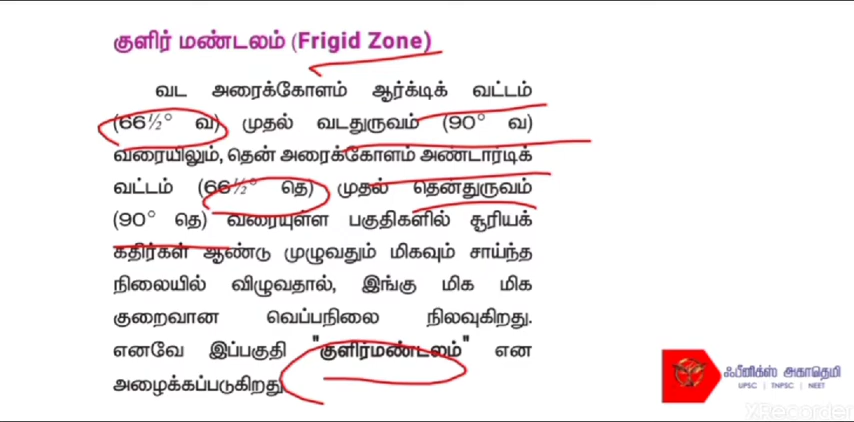 குளிர் மண்டலம் (Frigid Zone)
வட அரைக்கோளம் ஆர்க்டிக் வட்டம்
(66½° வ) முதல் வடதுருவம் (90° வ)
வரையிலும், தென் அரைக்கோளம் அண்டார்டிக்
வட்டம் (66½° தெ) முதல் தென்துருவம்
(90° தெ) வரையுள்ள பகுதிகளில் சூரியக்
கதிர்கள் ஆண்டு முழுவதும் மிகவும் சாய்ந்த
நிலையில் விழுவதால், இங்கு மிக மிக
குறைவான வெப்பநிலை நிலவுகிறது.
எனவே இப்பகுதி "குளிர்மண்டலம்" என
அழைக்கப்படுகிறது
ஃபீனிக்ஸ் அகாதெமி
UPSC | TNPSC | NEET
XRecorder